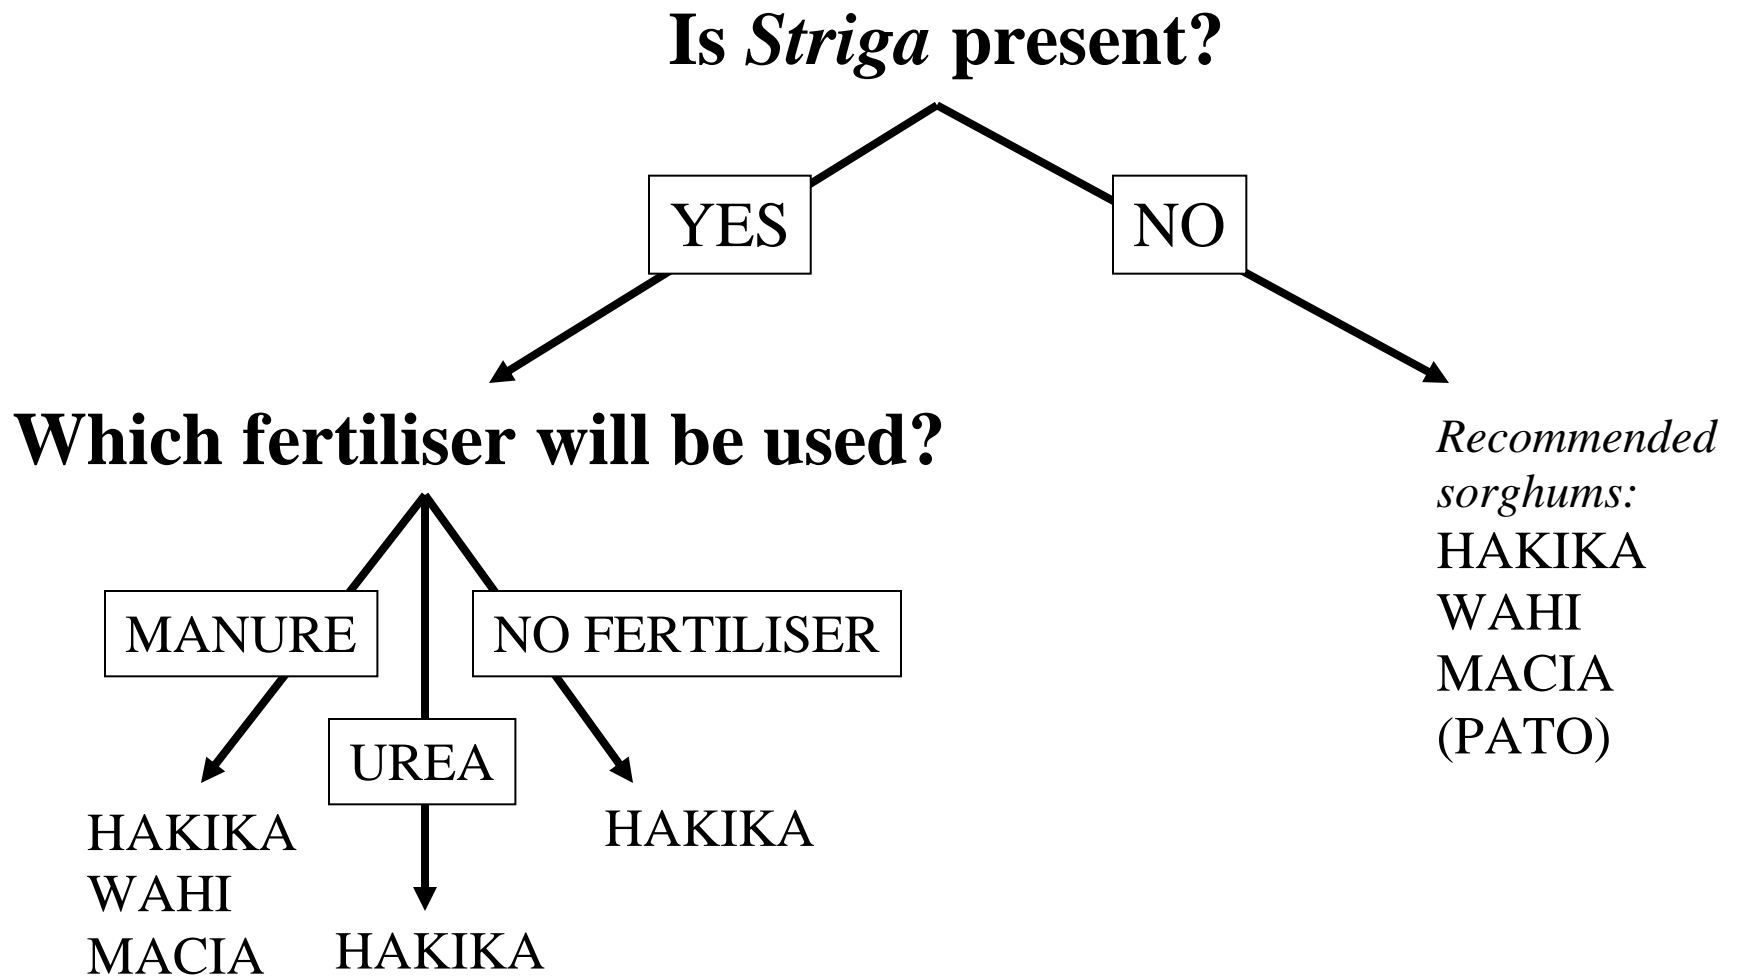 Is Striga present?
YES
NO
Which fertiliser will be used?
Recommended
sorghums:
HAKIKA
WAHI
MACIA
(PATO)
MANURE
NO FERTILISER
UREA
HAKIKA
WAHI
MACIA
HAKIKA
HAKIKA